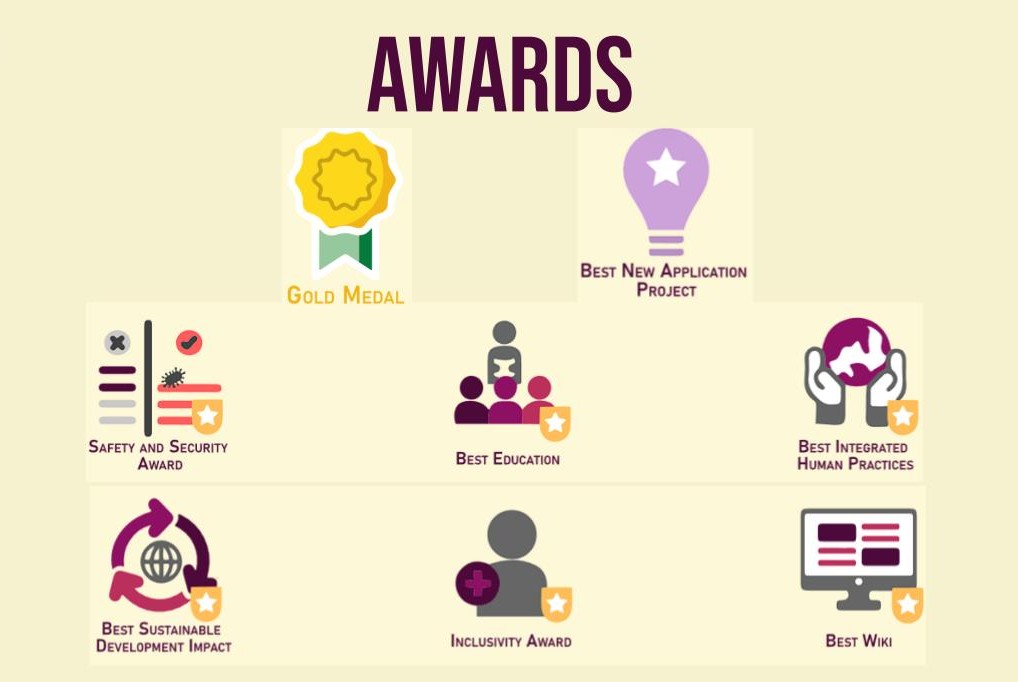 AWARDS
Gold Medal
Best New Application
Project
Safety and Security
Award
Best Education
Best Integrated
Human Practices
Best Sustainable
Development Impact
Inclusivity Award
Best Wiki